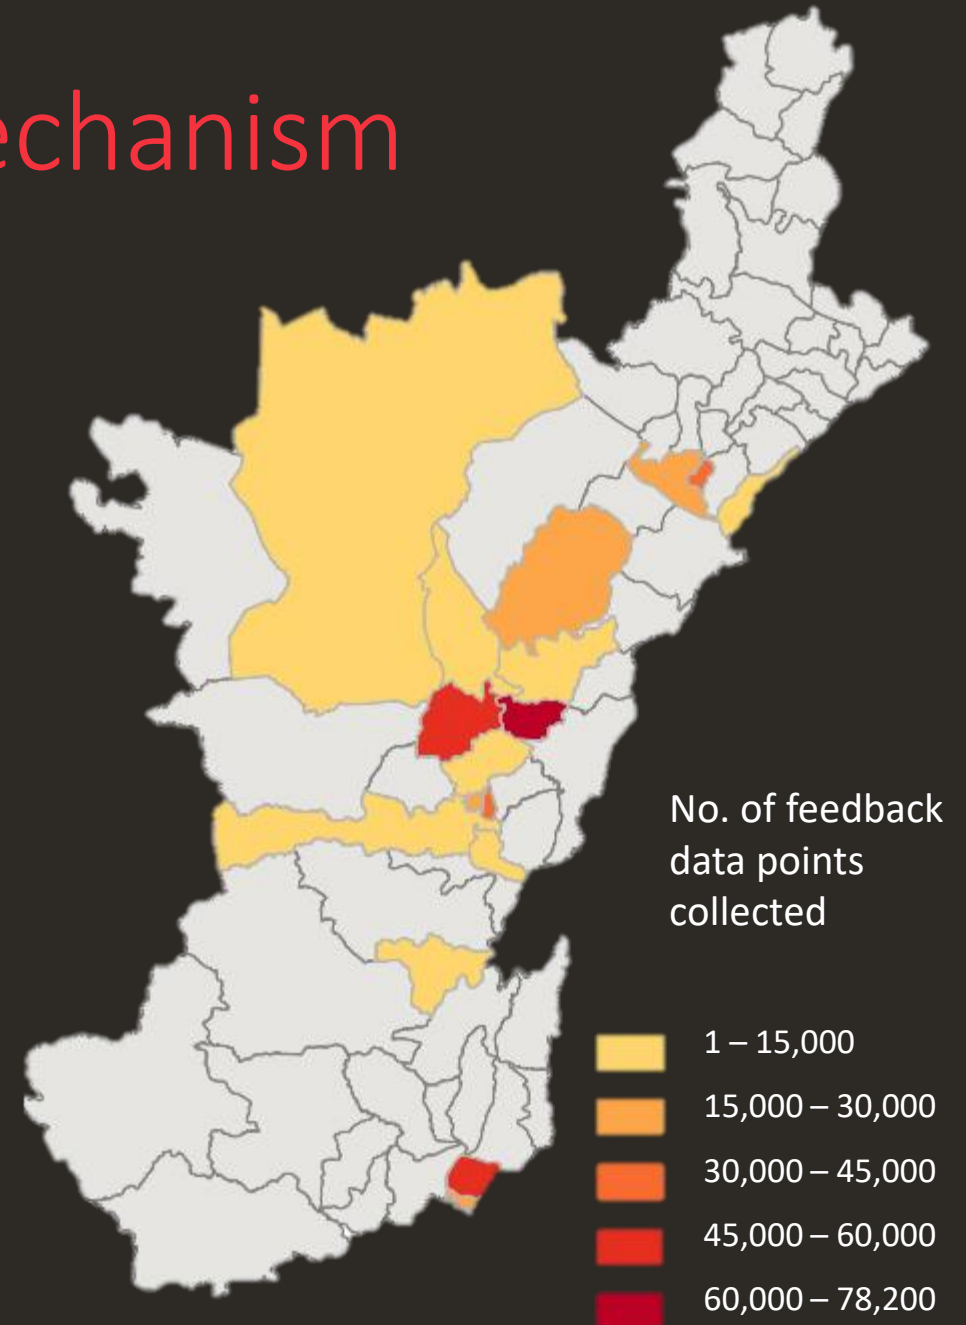 echanism
No. of feedback
data points
collected
1 – 15,000
15,000 – 30,000
30,000 – 45,000
45,000 – 60,000
60,000 – 78,200